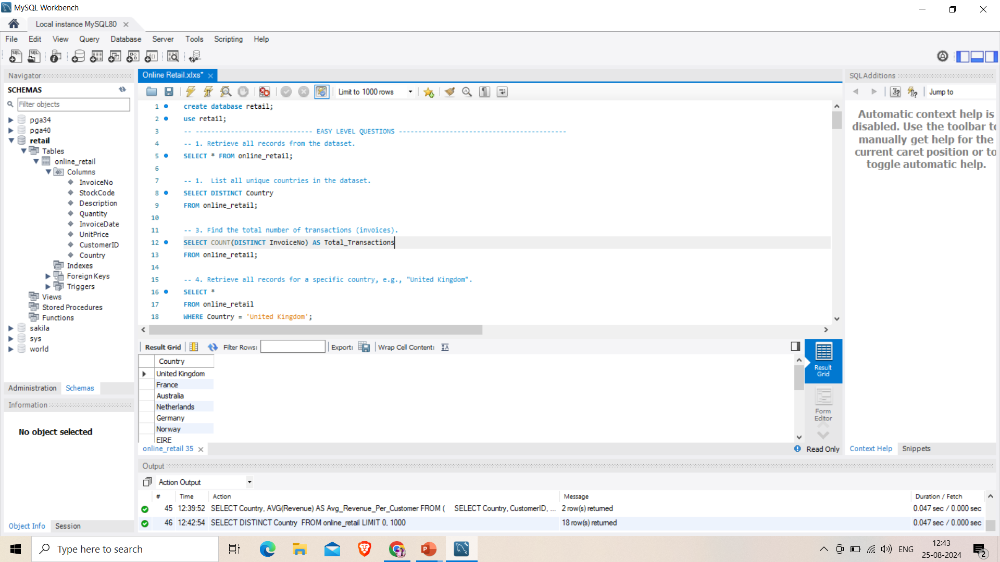 MySQL Workbench
Local instance MySQL80
File Edit View Query Database Server Tools Scripting Help
Navigator
SCHEMAS
Filter objects
pga34
pga40
retail
Tables
online_retail
Columns
InvoiceNo
StockCode
Description
Quantity
InvoiceDate
UnitPrice
CustomerID
Country
Indexes
Foreign Keys
Triggers
Views
Stored Procedures
Functions
sakila
sys
world
Administration Schemas
Information
No object selected
Object Info Session
Online Retail.xlxs*
Limit to 1000 rows
1 create database retail;
2 use retail;
3 -- ------------------------------ EASY LEVEL QUESTIONS -------------------------------------------
4 -- 1. Retrieve all records from the dataset.
5 SELECT * FROM online_retail;
6
7 -- 1.  List all unique countries in the dataset.
8 SELECT DISTINCT Country
9 FROM online_retail;
10
11 -- 3. Find the total number of transactions (invoices).
12 SELECT COUNT(DISTINCT InvoiceNo) AS Total_Transactions
13 FROM online_retail;
14
15 -- 4. Retrieve all records for a specific country, e.g., "United Kingdom".
16 SELECT *
17 FROM online_retail
18 WHERE Country = 'United Kingdom';
Result Grid Filter Rows: Export: Wrap Cell Content:
Country
United Kingdom
France
Australia
Netherlands
Germany
Norway
EIRE
Result
Grid
Form
Editor
online_retail 35
Read Only
SQLAdditions
Jump to
Automatic context help is
disabled. Use the toolbar to
manually get help for the
current caret position or to
toggle automatic help.
Context Help Snippets
Output
Action Output
# Time Action Message Duration / Fetch
45 12:39:52 SELECT Country, AVG(Revenue) AS Avg_Revenue_Per_Customer FROM ( SELECT Country, CustomerID, ... 2 row(s) returned 0.047 sec / 0.000 sec
46 12:42:54 SELECT DISTINCT Country FROM online_retail LIMIT 0, 1000 18 row(s) returned 0.047 sec / 0.000 sec
Type here to search
ENG
12:43
25-08-2024
2